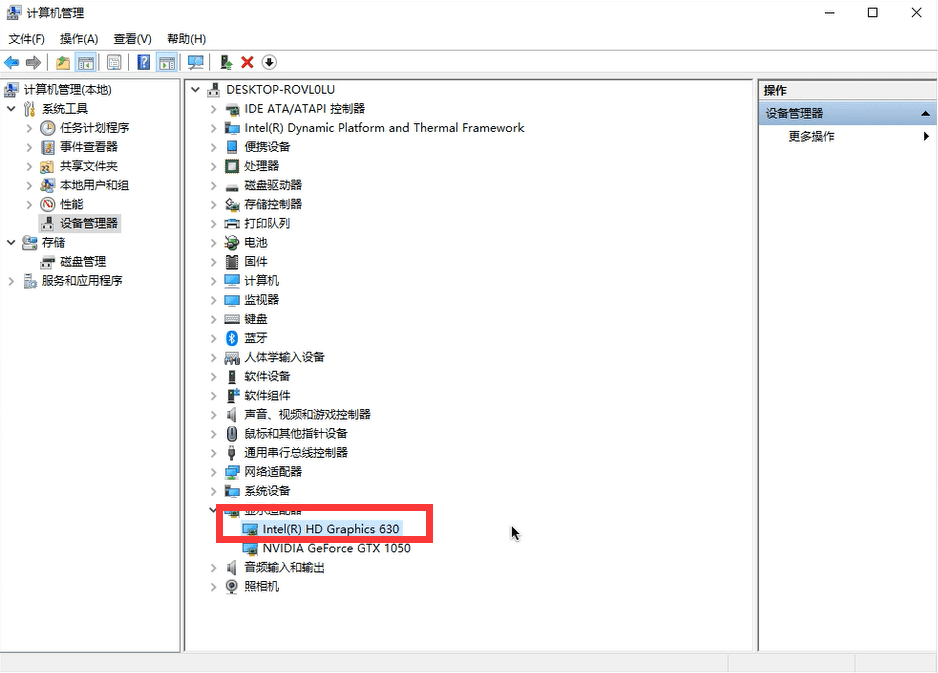 计算机管理
文件(F) 操作(A) 查看(V) 帮助(H)
计算机管理(本地)
系统工具
任务计划程序
事件查看器
共享文件夹
本地用户和组
性能
设备管理器
存储
磁盘管理
服务和应用程序
DESKTOP-ROVL0LU
IDE ATA/ATAPI 控制器
Intel(R) Dynamic Platform and Thermal Framework
便携设备
处理器
磁盘驱动器
存储控制器
打印队列
电池
固件
计算机
监视器
键盘
蓝牙
人体学输入设备
软件设备
软件组件
声音、视频和游戏控制器
鼠标和其他指针设备
通用串行总线控制器
网络适配器
系统设备
显示适配器
Intel(R) HD Graphics 630
NVIDIA GeForce GTX 1050
音频输入和输出
照相机
操作
设备管理器
更多操作